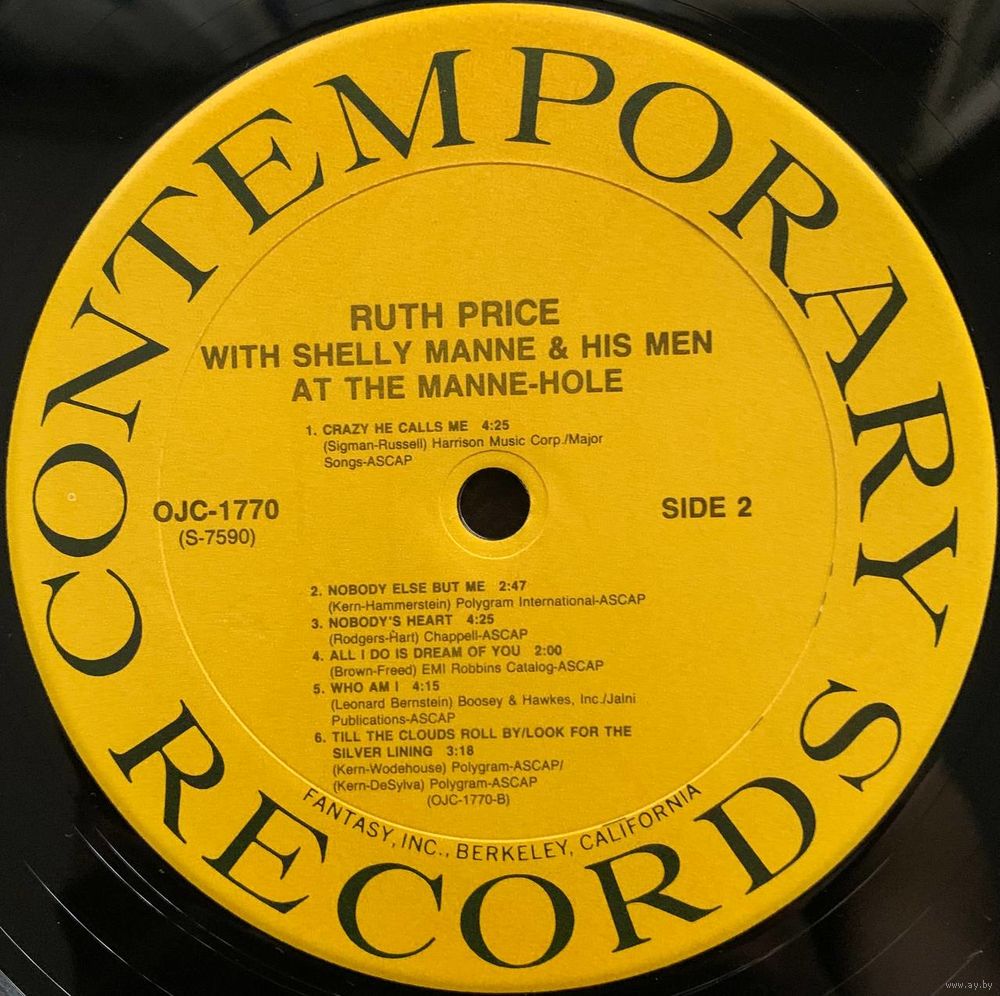 CONTEMPORARY RECORDS
RUTH PRICE
WITH SHELLY MANNE & HIS MEN
AT THE MANNE-HOLE
1. CRAZY HE CALLS ME 4:25
(Sigman-Russell) Harrison Music Corp./Major
Songs-ASCAP
OJC-1770
(S-7590)
SIDE 2
2. NOBODY ELSE BUT ME 2:47
(Kern-Hammerstein) Polygram International-ASCAP
3. NOBODY'S HEART 4:25
(Rodgers-Hart) Chappell-ASCAP
4. ALL I DO IS DREAM OF YOU 2:00
(Brown-Freed) EMI Robbins Catalog-ASCAP
5. WHO AM I 4:15
(Leonard Bernstein) Boosey & Hawkes, Inc./Jalni
Publications-ASCAP
6. TILL THE CLOUDS ROLL BY/LOOK FOR THE
SILVER LINING 3:18
(Kern-Wodehouse) Polygram-ASCAP/
(Kern-DeSylva) Polygram-ASCAP
(OJC-1770-B)
FANTASY, INC., BERKELEY, CALIFORNIA
www.ay.by